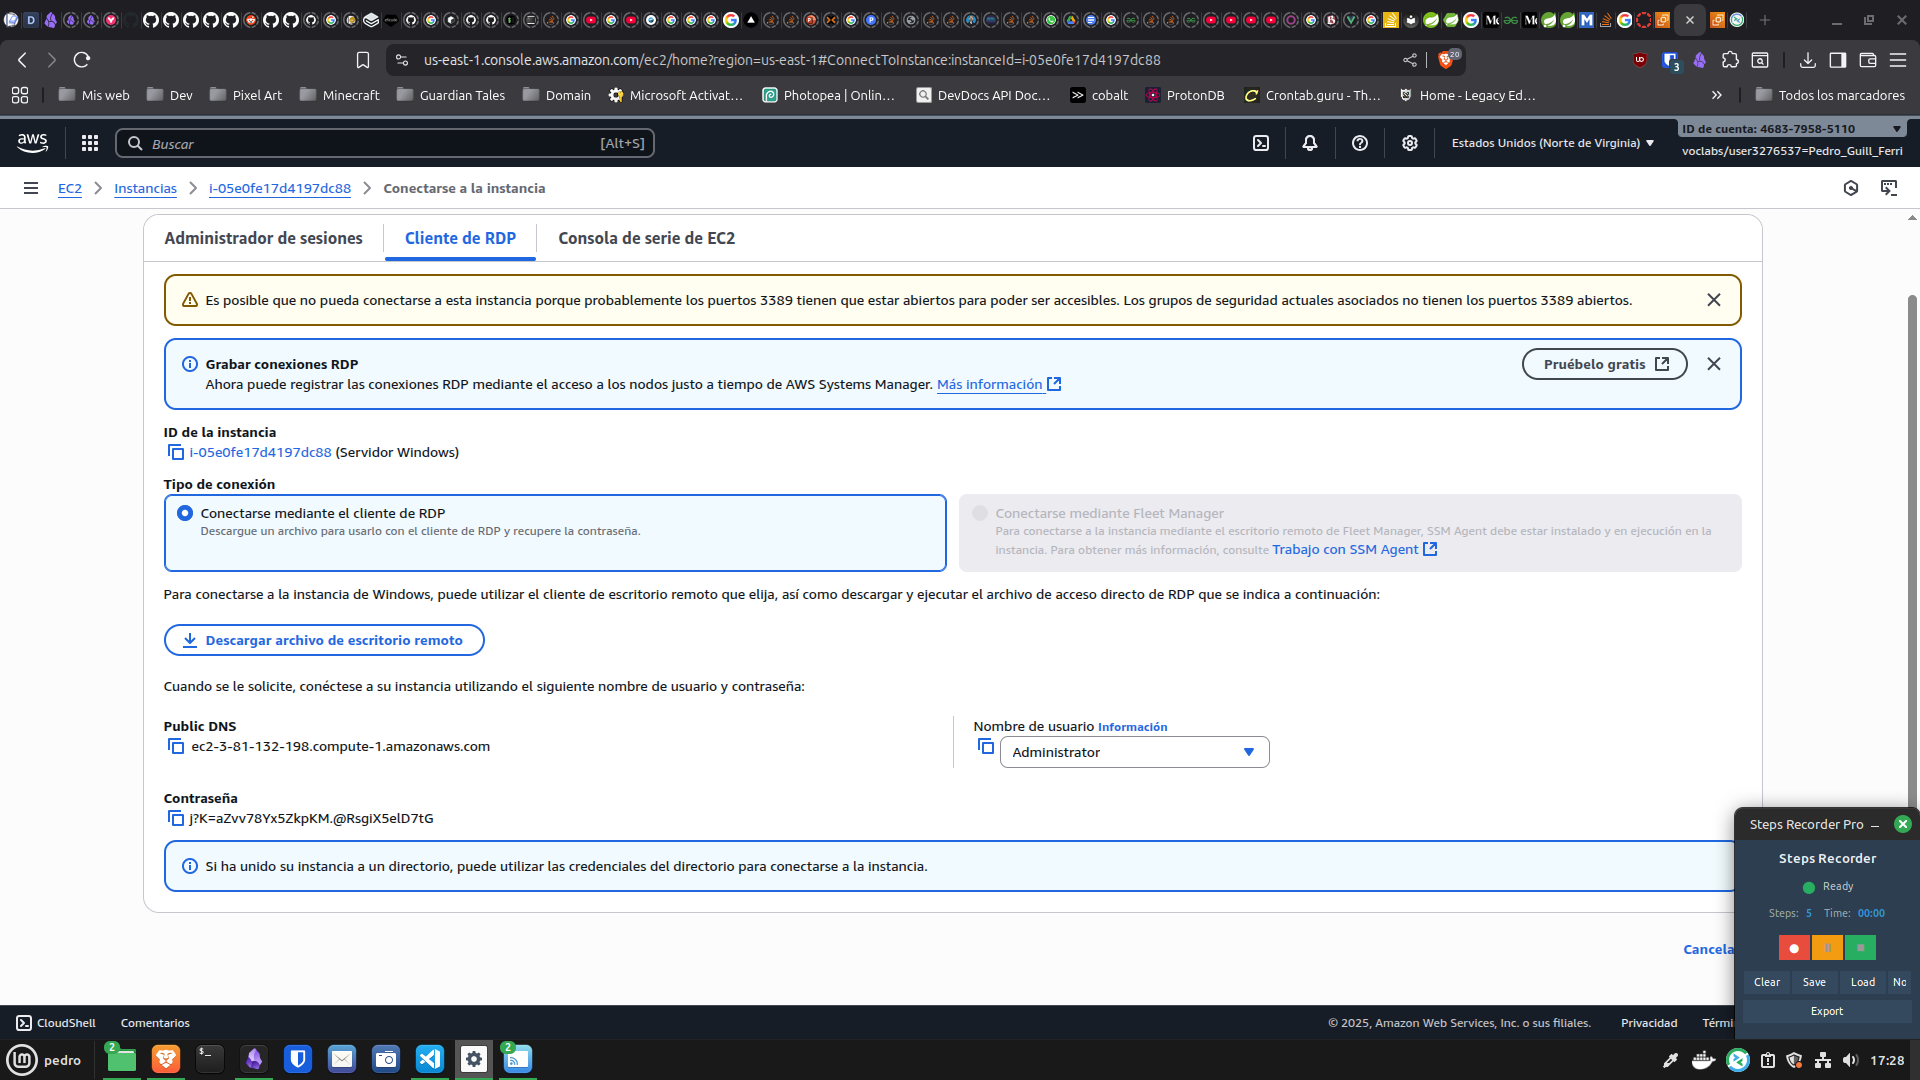 us-east-1.console.aws.amazon.com/ec2/home?region=us-east-1#ConnectToInstance:instanceId=i-05e0fe17d4197dc88
20
3
Mis web
Dev
Pixel Art
Minecraft
Guardian Tales
Domain
Microsoft Activat...
Photopea | Onlin...
DevDocs API Doc...
cobalt
ProtonDB
Crontab.guru - Th...
Home - Legacy Ed...
Todos los marcadores
aws
Buscar
[Alt+S]
Estados Unidos (Norte de Virginia)
ID de cuenta: 4683-7958-5110
voclabs/user3276537=Pedro_Guill_Ferri
EC2
Instancias
i-05e0fe17d4197dc88
Conectarse a la instancia
Administrador de sesiones
Cliente de RDP
Consola de serie de EC2
Es posible que no pueda conectarse a esta instancia porque probablemente los puertos 3389 tienen que estar abiertos para poder ser accesibles. Los grupos de seguridad actuales asociados no tienen los puertos 3389 abiertos.
Grabar conexiones RDP
Ahora puede registrar las conexiones RDP mediante el acceso a los nodos justo a tiempo de AWS Systems Manager. Más información
Pruébelo gratis
ID de la instancia
i-05e0fe17d4197dc88 (Servidor Windows)
Tipo de conexión
Conectarse mediante el cliente de RDP
Descargue un archivo para usarlo con el cliente de RDP y recupere la contraseña.
Conectarse mediante Fleet Manager
Para conectarse a la instancia mediante el escritorio remoto de Fleet Manager, SSM Agent debe estar instalado y en ejecución en la
instancia. Para obtener más información, consulte Trabajo con SSM Agent
Para conectarse a la instancia de Windows, puede utilizar el cliente de escritorio remoto que elija, así como descargar y ejecutar el archivo de acceso directo de RDP que se indica a continuación:
Descargar archivo de escritorio remoto
Cuando se le solicite, conéctese a su instancia utilizando el siguiente nombre de usuario y contraseña:
Public DNS
ec2-3-81-132-198.compute-1.amazonaws.com
Nombre de usuario Información
Administrator
Contraseña
j?K=aZvv78Yx5ZkpKM.@RsgiX5elD7tG
Si ha unido su instancia a un directorio, puede utilizar las credenciales del directorio para conectarse a la instancia.
Cancela
Steps Recorder Pro
Steps Recorder
Ready
Steps: 5 Time: 00:00
Clear
Save
Load
No
Export
CloudShell
Comentarios
© 2025, Amazon Web Services, Inc. o sus filiales.
Privacidad
Térmi
pedro
2
2
17:28